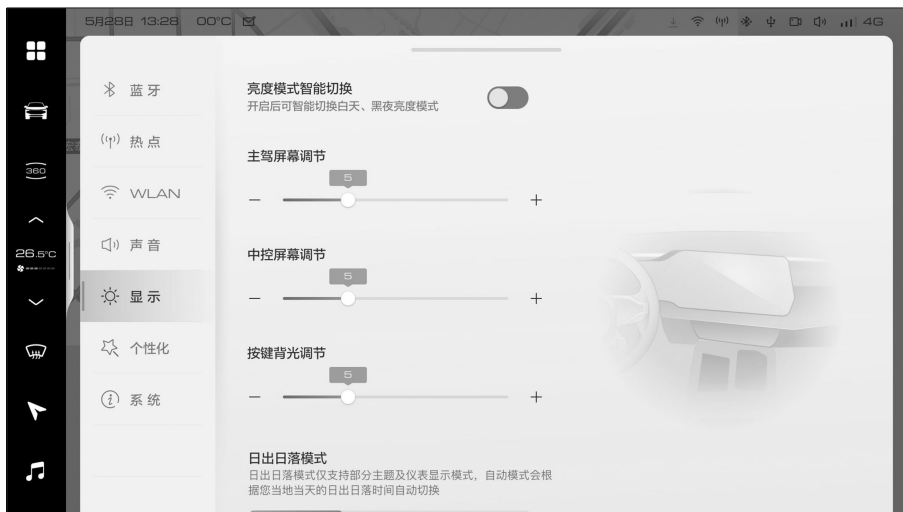 5月28日 13:28 00°C 4G
蓝牙
热点
WLAN
声音
显示
个性化
系统
360
26.5°C
亮度模式智能切换
开启后可智能切换白天、黑夜亮度模式
主驾屏幕调节
5
中控屏幕调节
5
按键背光调节
5
日出日落模式
日出日落模式仅支持部分主题及仪表显示模式，自动模式会根
据您当地当天的日出日落时间自动切换